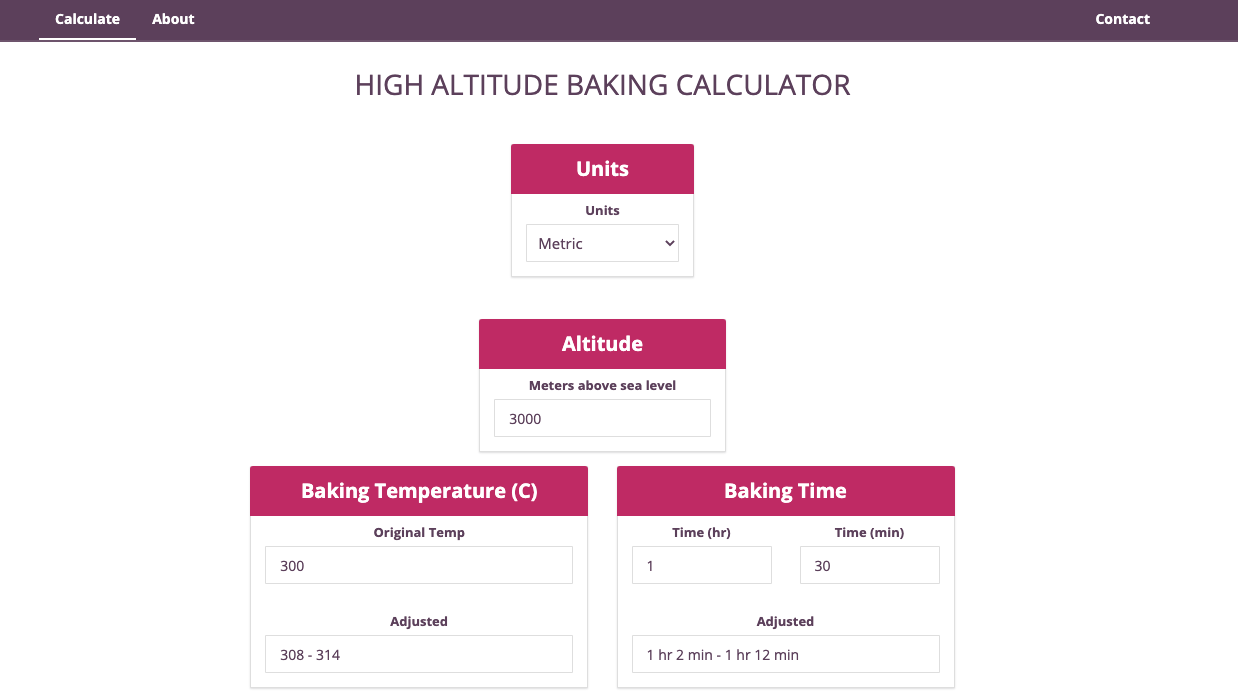 Calculate About Contact
HIGH ALTITUDE BAKING CALCULATOR
Units
Units
Metric
Altitude
Meters above sea level
3000
Baking Temperature (C)
Original Temp
300
Adjusted
308 - 314
Baking Time
Time (hr) Time (min)
1 30
Adjusted
1 hr 2 min - 1 hr 12 min